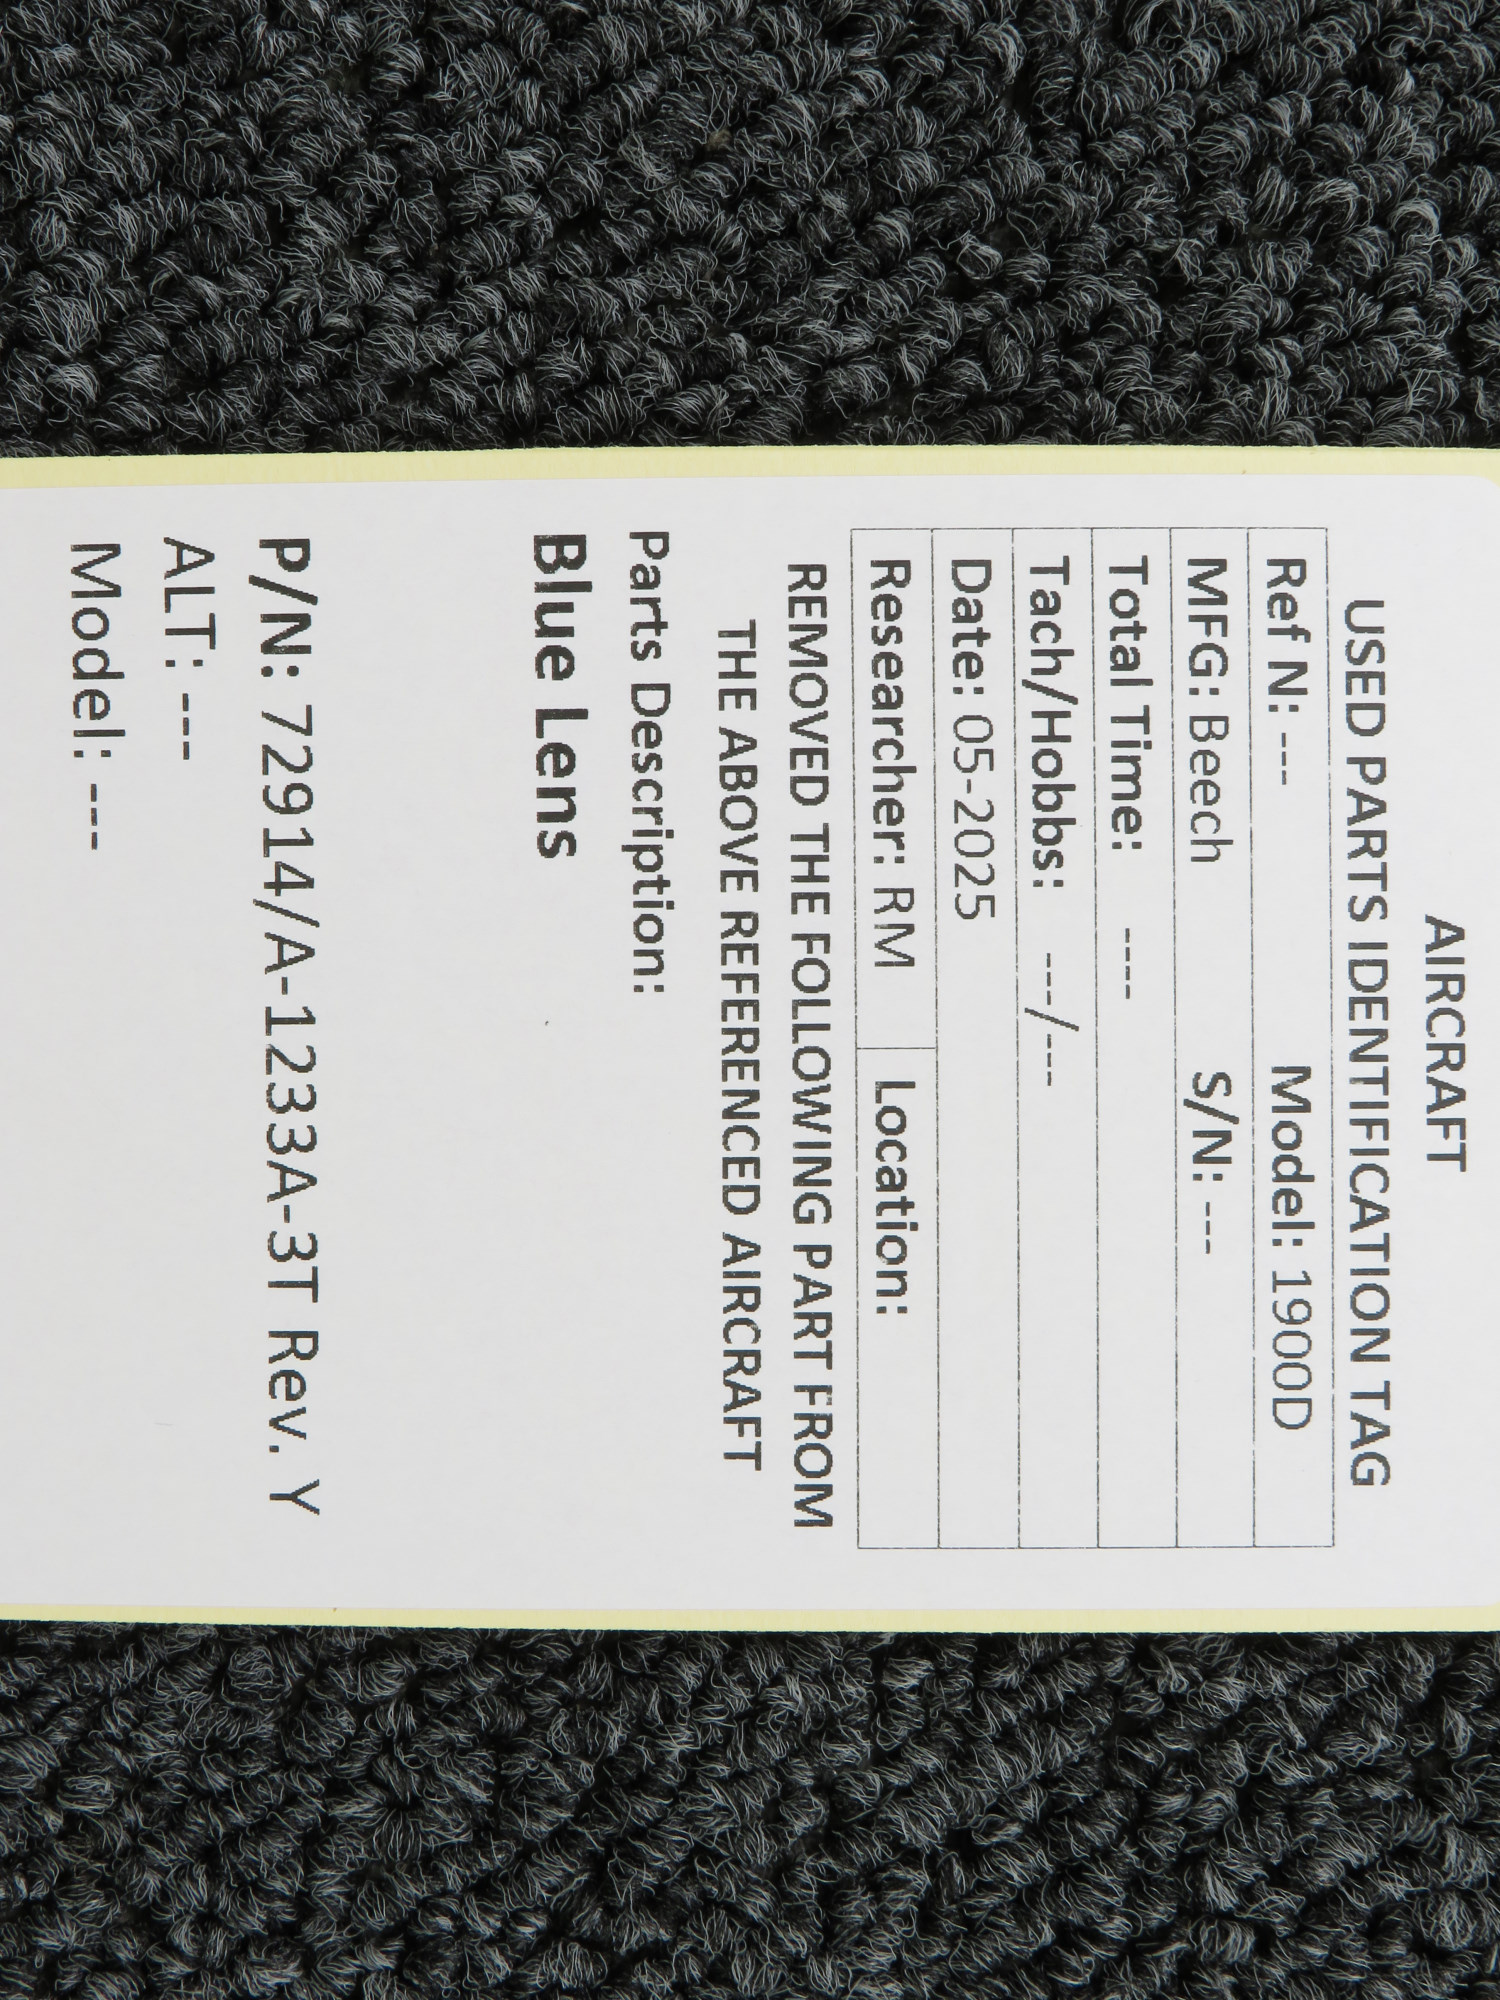 AIRCRAFT
USED PARTS IDENTIFICATION TAG
Ref N: --- Model: 1900D
MFG: Beech S/N: ---
Total Time: ----
Tach/Hobbs: ---/---
Date: 05-2025
Researcher: RM Location:
REMOVED THE FOLLOWING PART FROM
THE ABOVE REFERENCED AIRCRAFT
Parts Description:
Blue Lens
P/N: 72914/A-1233A-3T Rev. Y
ALT: ---
Model: ---